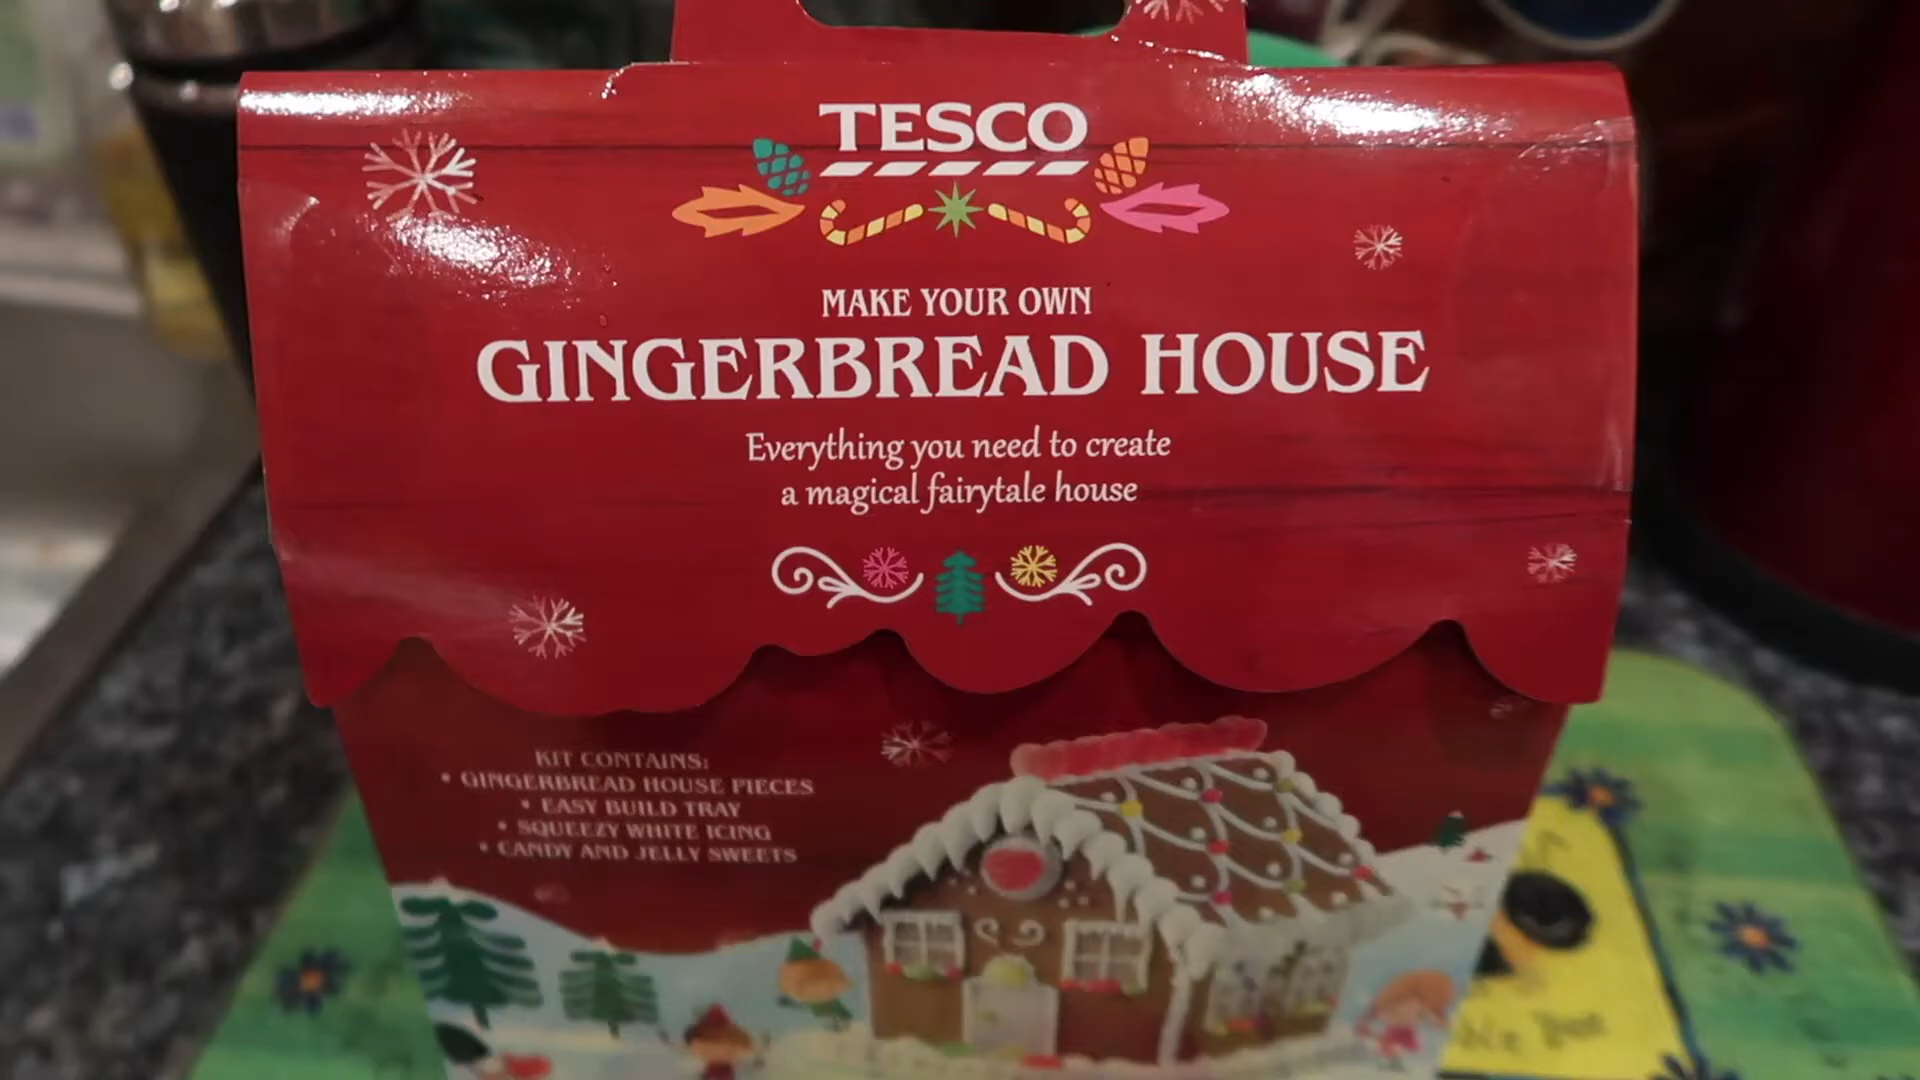 TESCO
MAKE YOUR OWN
GINGERBREAD HOUSE
Everything you need to create
a magical fairytale house
KIT CONTAINS:
• GINGERBREAD HOUSE PIECES
• EASY BUILD TRAY
• SQUEEZY WHITE ICING
• CANDY AND JELLY SWEETS